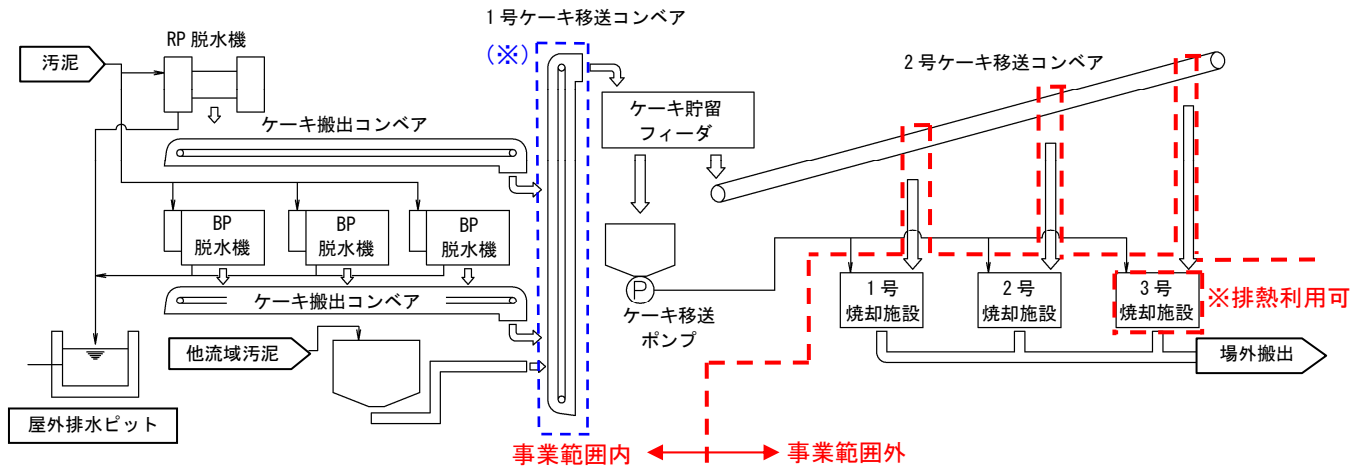 1号ケーキ移送コンベア
RP 脱水機
(※)
汚泥
2号ケーキ移送コンベア
ケーキ搬出コンベア
ケーキ貯留
フィーダ
BP
脱水機
BP
脱水機
BP
脱水機
P
1号
焼却施設
2号
焼却施設
3号
焼却施設
※排熱利用可
ケーキ搬出コンベア
ケーキ移送
ポンプ
他流域汚泥
場外搬出
屋外排水ピット
事業範囲内
事業範囲外